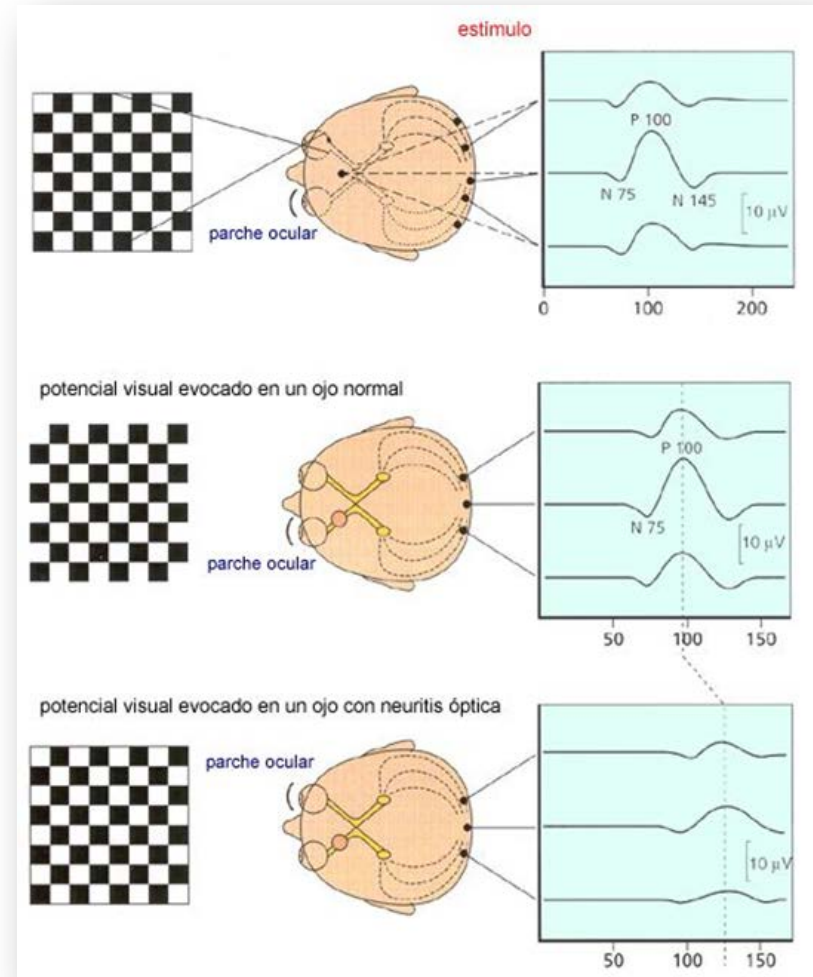 estímulo
P 100
N 75
N 145
10 µV
parche ocular
0
100
200
potencial visual evocado en un ojo normal
P 100
N 75
10 µV
parche ocular
50
100
150
potencial visual evocado en un ojo con neuritis óptica
parche ocular
10 µV
50
100
150